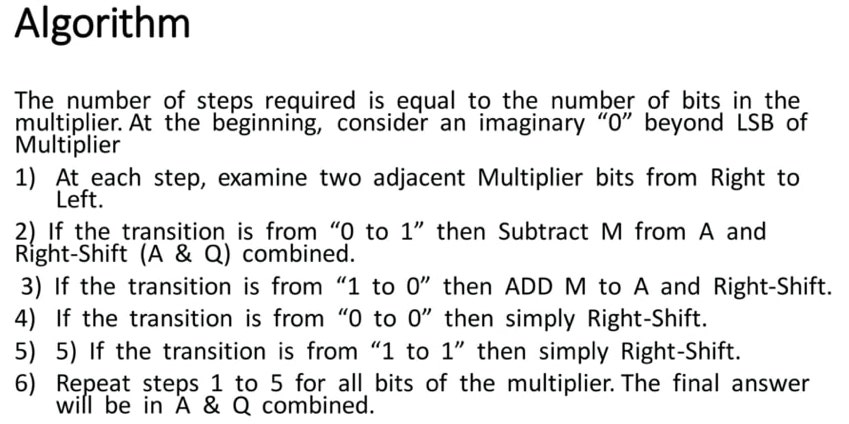 Algorithm
The number of steps required is equal to the number of bits in the
multiplier. At the beginning, consider an imaginary “0” beyond LSB of
Multiplier
1) At each step, examine two adjacent Multiplier bits from Right to
Left.
2) If the transition is from “0 to 1” then Subtract M from A and
Right-Shift (A & Q) combined.
3) If the transition is from “1 to 0” then ADD M to A and Right-Shift.
4) If the transition is from “0 to 0” then simply Right-Shift.
5) 5) If the transition is from “1 to 1” then simply Right-Shift.
6) Repeat steps 1 to 5 for all bits of the multiplier. The final answer
will be in A & Q combined.